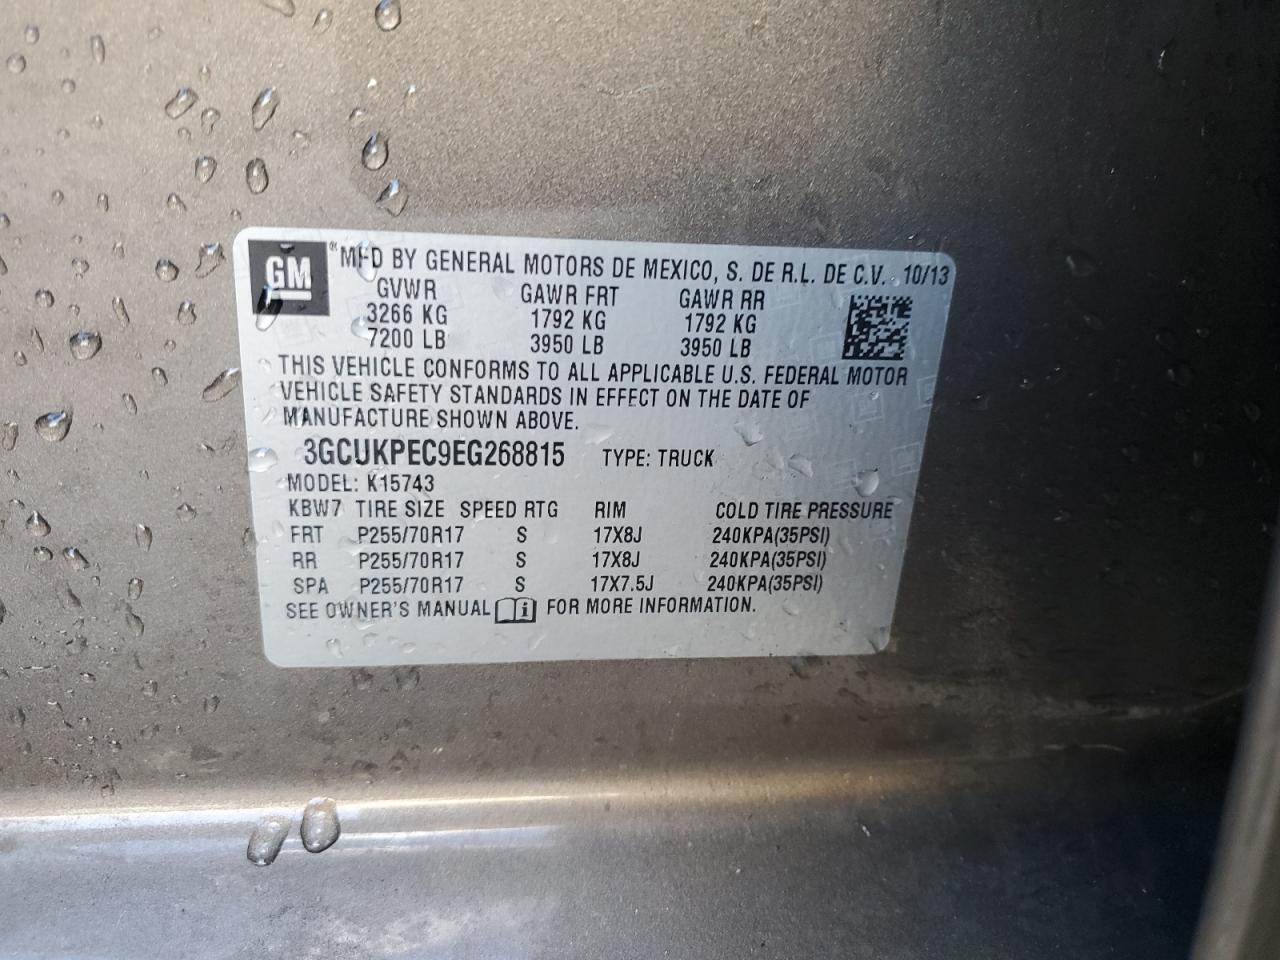 GM
® MFD BY GENERAL MOTORS DE MEXICO, S. DE R.L. DE C.V. 10/13
GVWR GAWR FRT GAWR RR
3266 KG 1792 KG 1792 KG
7200 LB 3950 LB 3950 LB
THIS VEHICLE CONFORMS TO ALL APPLICABLE U.S. FEDERAL MOTOR
VEHICLE SAFETY STANDARDS IN EFFECT ON THE DATE OF
MANUFACTURE SHOWN ABOVE.
3GCUKPEC9EG268815 TYPE: TRUCK
MODEL: K15743
KBW7 TIRE SIZE SPEED RTG RIM COLD TIRE PRESSURE
FRT P255/70R17 S 17X8J 240KPA(35PSI)
RR P255/70R17 S 17X8J 240KPA(35PSI)
SPA P255/70R17 S 17X7.5J 240KPA(35PSI)
SEE OWNER'S MANUAL i FOR MORE INFORMATION.